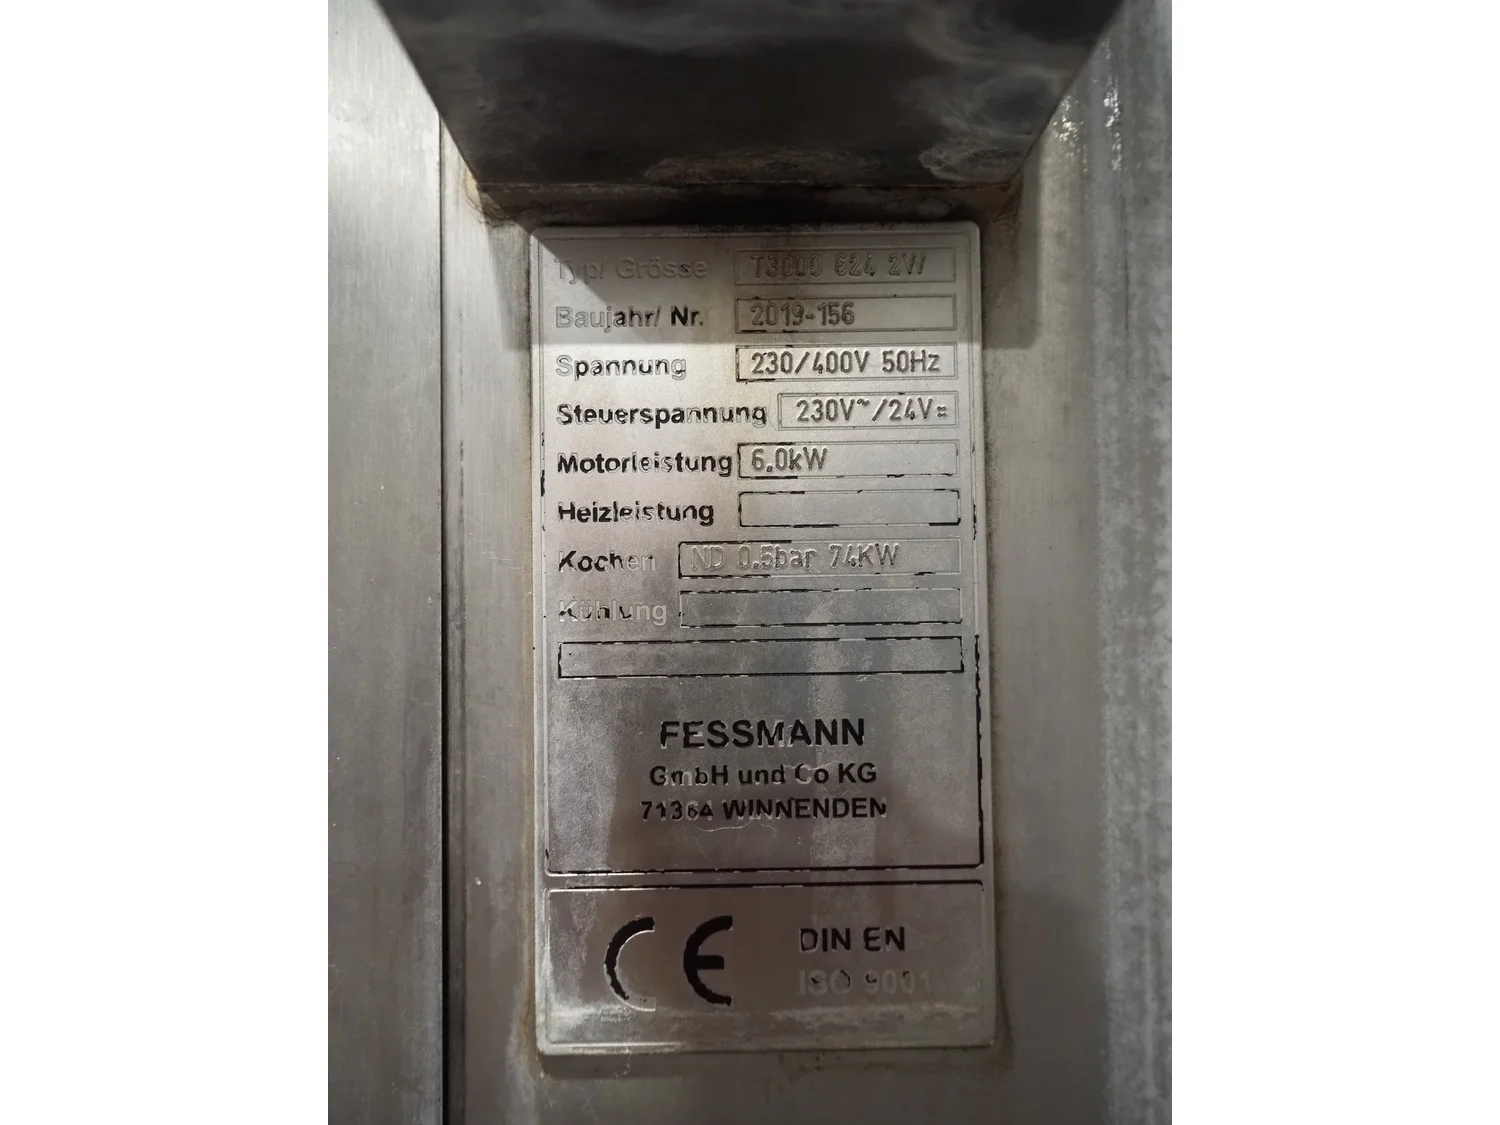 Typ/ Grösse T3000 624 2W
Baujahr/ Nr. 2019-156
Spannung 230/400V 50Hz
Steuerspannung 230V~/24V=
Motorleistung 6.0kW
Heizleistung
Kochen ND 0.5bar 74KW
Kühlung
FESSMANN
GmbH und Co KG
71364 WINNENDEN
CE DIN EN
ISO 9001